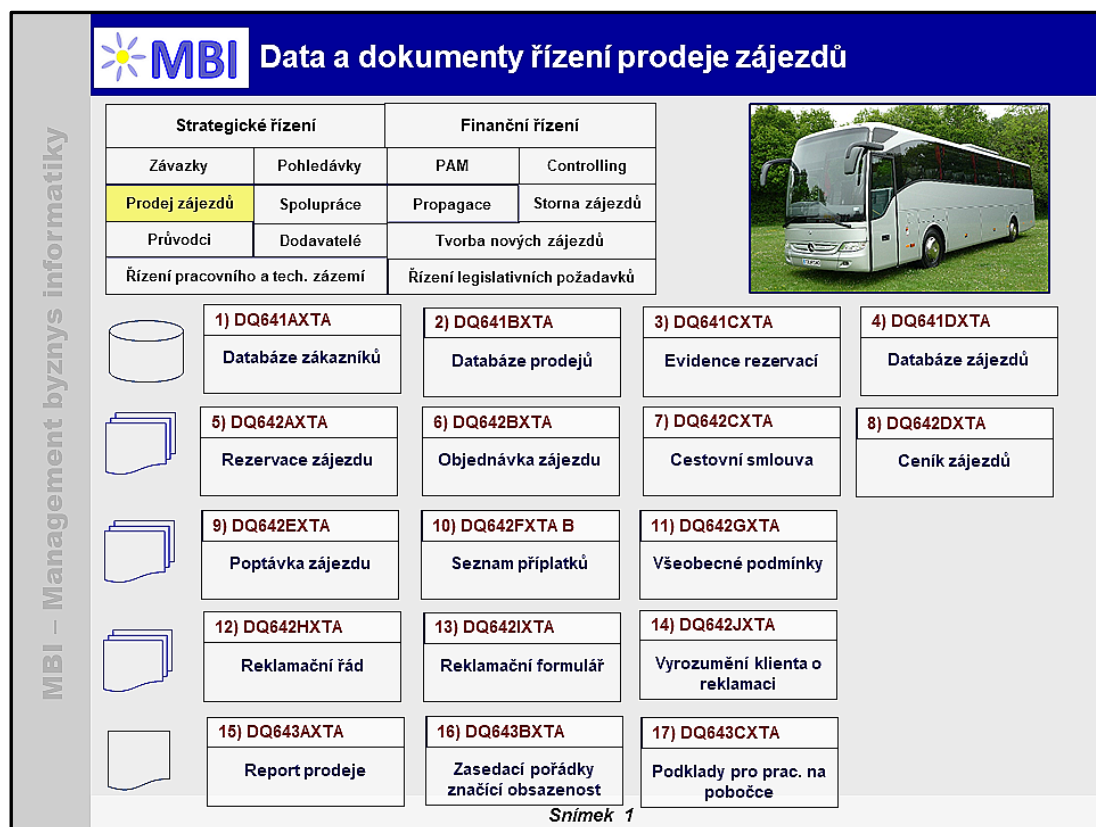 MBI – Management byznys informatiky
MBI
Data a dokumenty řízení prodeje zájezdů
Strategické řízení
Finanční řízení
Závazky
Pohledávky
PAM
Controlling
Prodej zájezdů
Spolupráce
Propagace
Storna zájezdů
Průvodci
Dodavatelé
Tvorba nových zájezdů
Řízení pracovního a tech. zázemí
Řízení legislativních požadavků
1) DQ641AXTA
Databáze zákazníků
2) DQ641BXTA
Databáze prodejů
3) DQ641CXTA
Evidence rezervací
4) DQ641DXTA
Databáze zájezdů
5) DQ642AXTA
Rezervace zájezdu
6) DQ642BXTA
Objednávka zájezdu
7) DQ642CXTA
Cestovní smlouva
8) DQ642DXTA
Ceník zájezdů
9) DQ642EXTA
Poptávka zájezdu
10) DQ642FXTA B
Seznam příplatků
11) DQ642GXTA
Všeobecné podmínky
12) DQ642HXTA
Reklamační řád
13) DQ642IXTA
Reklamační formulář
14) DQ642JXTA
Vyrozumění klienta o
reklamaci
15) DQ643AXTA
Report prodeje
16) DQ643BXTA
Zasedací pořádky
značící obsazenost
17) DQ643CXTA
Podklady pro prac. na
pobočce
Snímek 1